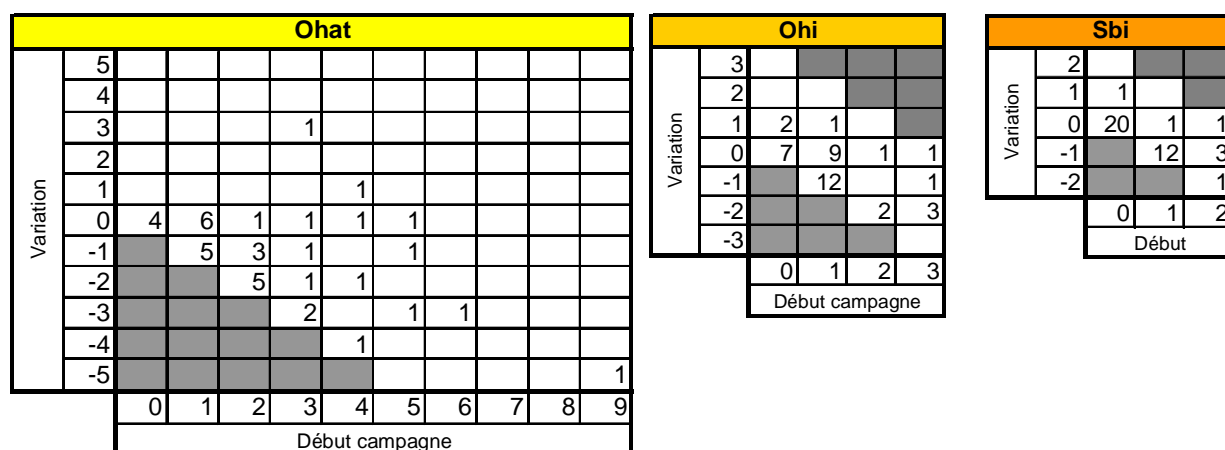 Ohat
Variation
5
4
3 1
2
1 1
0 4 6 1 1 1 1
-1 5 3 1 1
-2 5 1 1
-3 2 1 1
-4 1
-5 1
0 1 2 3 4 5 6 7 8 9
Début campagne
Ohi
Variation
3
2
1 2 1
0 7 9 1 1
-1 12 1
-2 2 3
-3
0 1 2 3
Début campagne
Sbi
Variation
2
1 1
0 20 1 1
-1 12 3
-2 1
0 1 2
Début